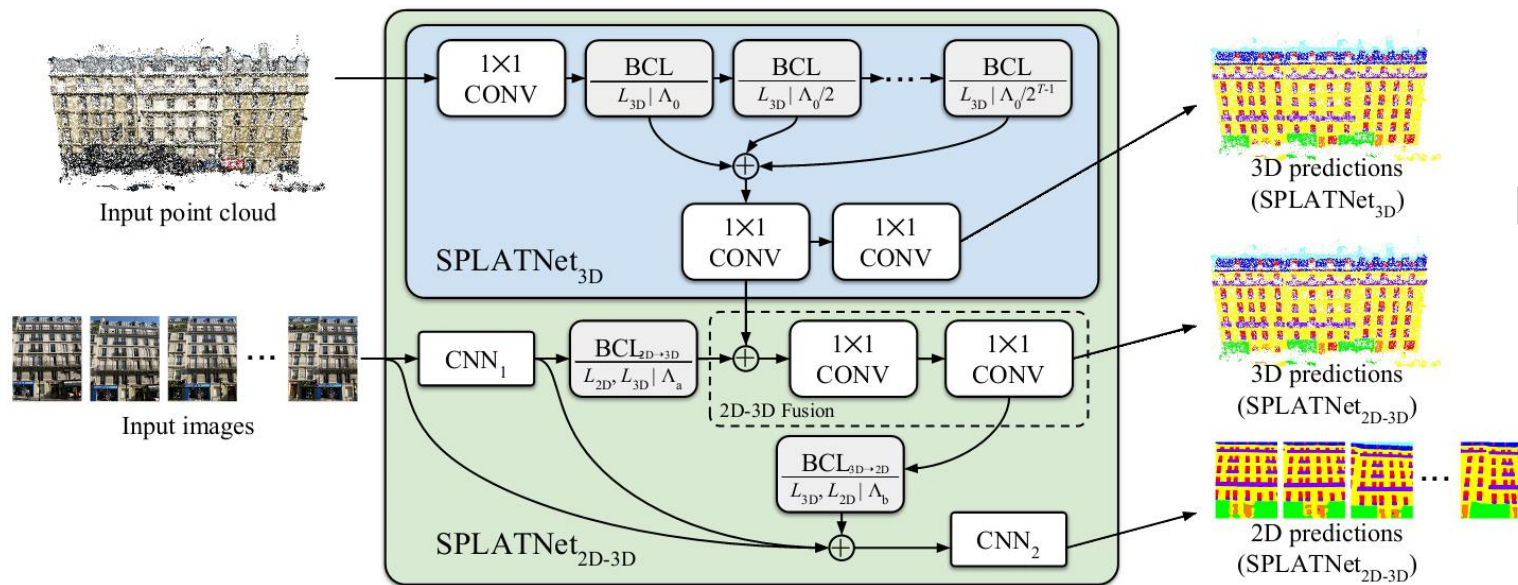 1×1
CONV
BCL
L₃D | Λ₀
BCL
L₃D | Λ₀/2
...
BCL
L₃D | Λ₀/2ᵀ⁻¹
+
Input point cloud
3D predictions
(SPLATNet₃D)
SPLATNet₃D
1×1
CONV
1×1
CONV
Input images
...
CNN₁
BCL₂D→₃D
L₂D, L₃D | Λₐ
+
1×1
CONV
1×1
CONV
2D-3D Fusion
3D predictions
(SPLATNet₂D-₃D)
BCL₃D→₂D
L₃D, L₂D | Λb
SPLATNet₂D-₃D
+
CNN₂
...
2D predictions
(SPLATNet₂D-₃D)